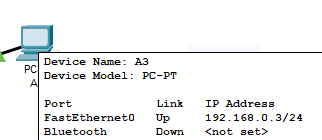 PC
A
Device Name: A3
Device Model: PC-PT
Port Link IP Address
FastEthernet0 Up 192.168.0.3/24
Bluetooth Down <not set>